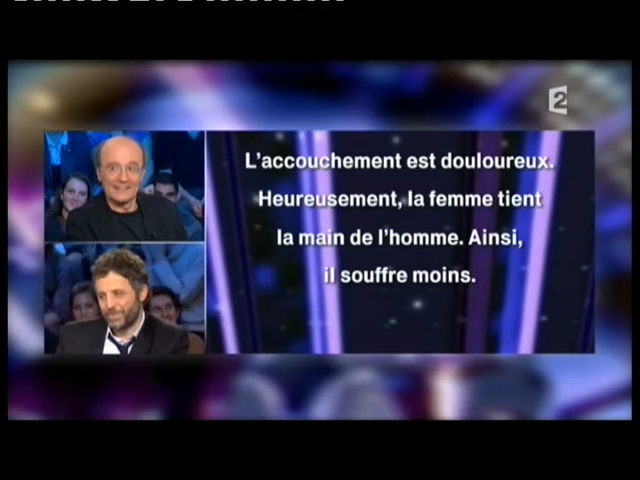 2
L'accouchement est douloureux.
Heureusement, la femme tient
la main de l'homme. Ainsi,
il souffre moins.